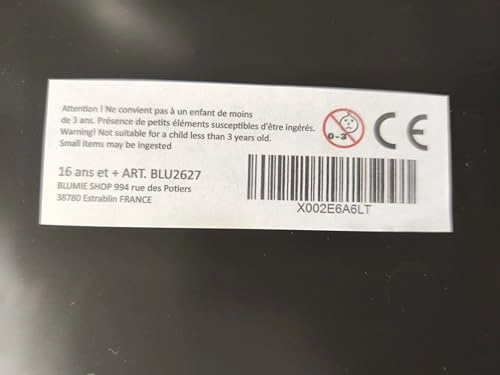 Attention ! Ne convient pas à un enfant de moins
de 3 ans. Présence de petits éléments susceptibles d'être ingérés.
Warning! Not suitable for a child less than 3 years old.
Small items may be ingested
0-3
CE
16 ans et + ART. BLU2627
BLUMIE SHOP 994 rue des Potiers
38780 Estrablin FRANCE
X002E6A6LT